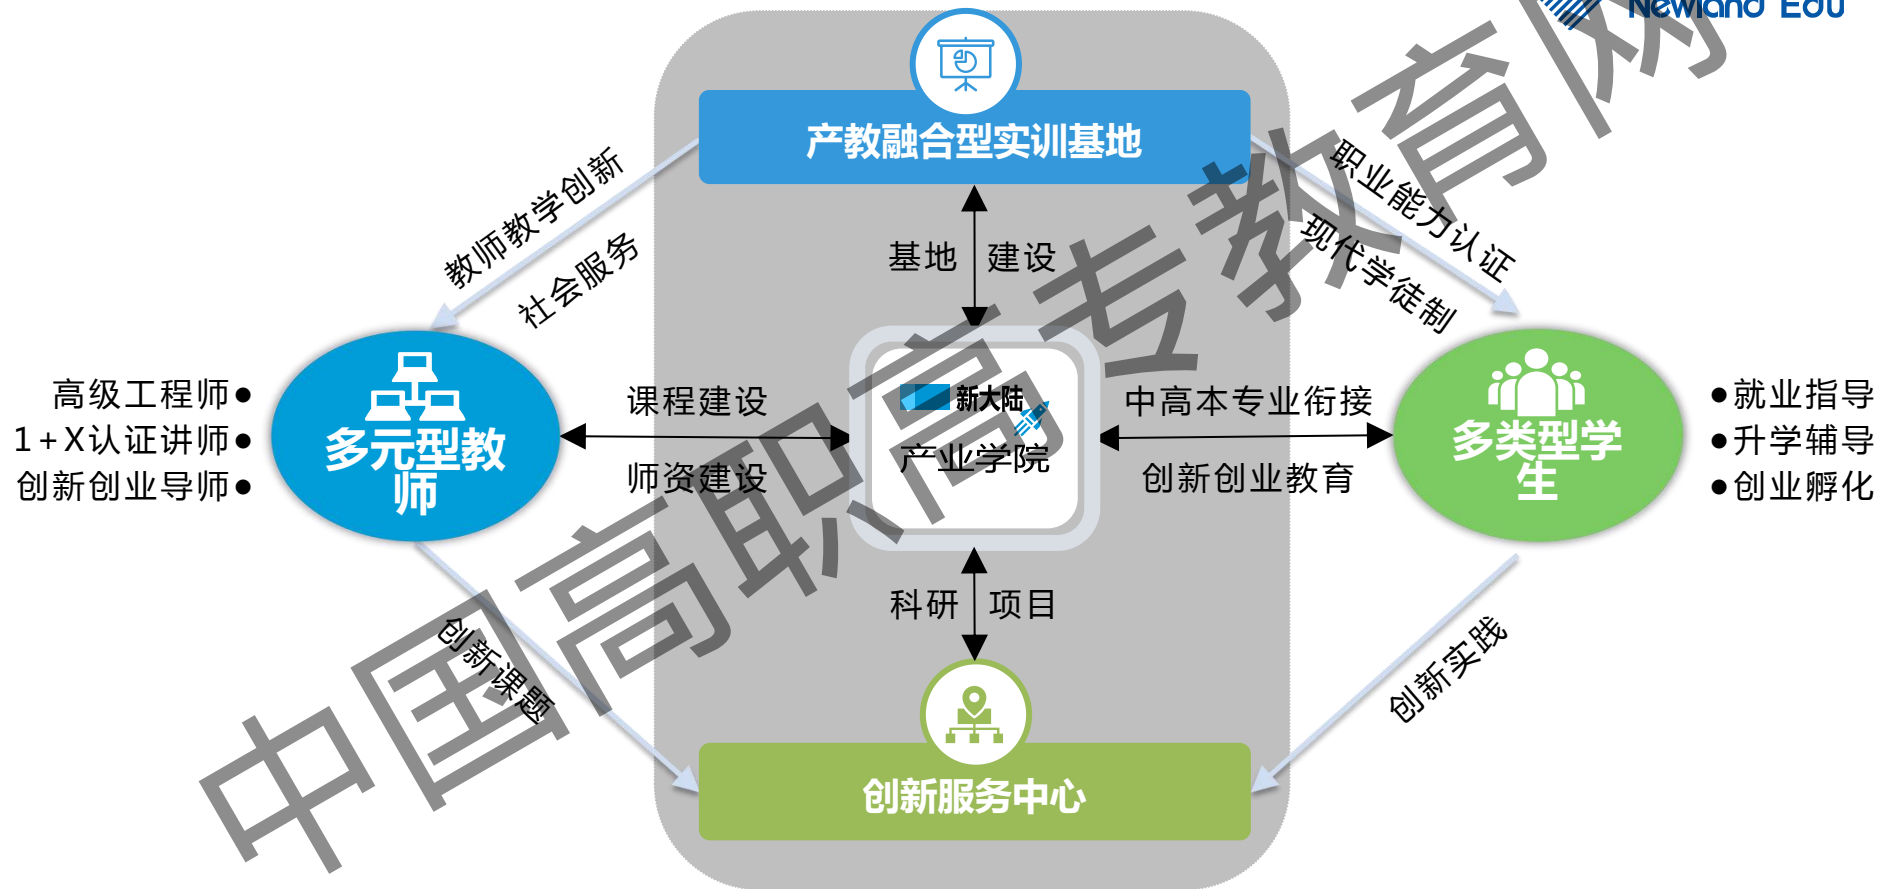 Newland Edu
产教融合型实训基地
教师教学创新
社会服务
职业能力认证
现代学徒制
基地 建设
高级工程师●
1+X认证讲师●
创新创业导师●
多元型教
师
课程建设
师资建设
新大陆
产业学院
中高本专业衔接
创新创业教育
多类型学
生
●就业指导
●升学辅导
●创业孵化
科研 项目
创新课题
创新实践
创新服务中心
中国高职高专教育网